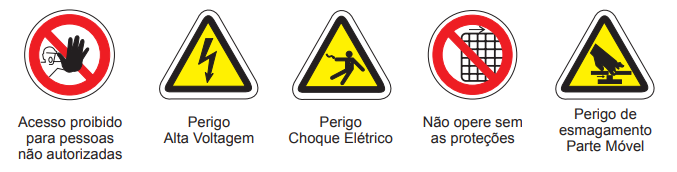 Acesso proibido
para pessoas
não autorizadas
Perigo
Alta Voltagem
Perigo
Choque Elétrico
Não opere sem
as proteções
Perigo de
esmagamento
Parte Móvel